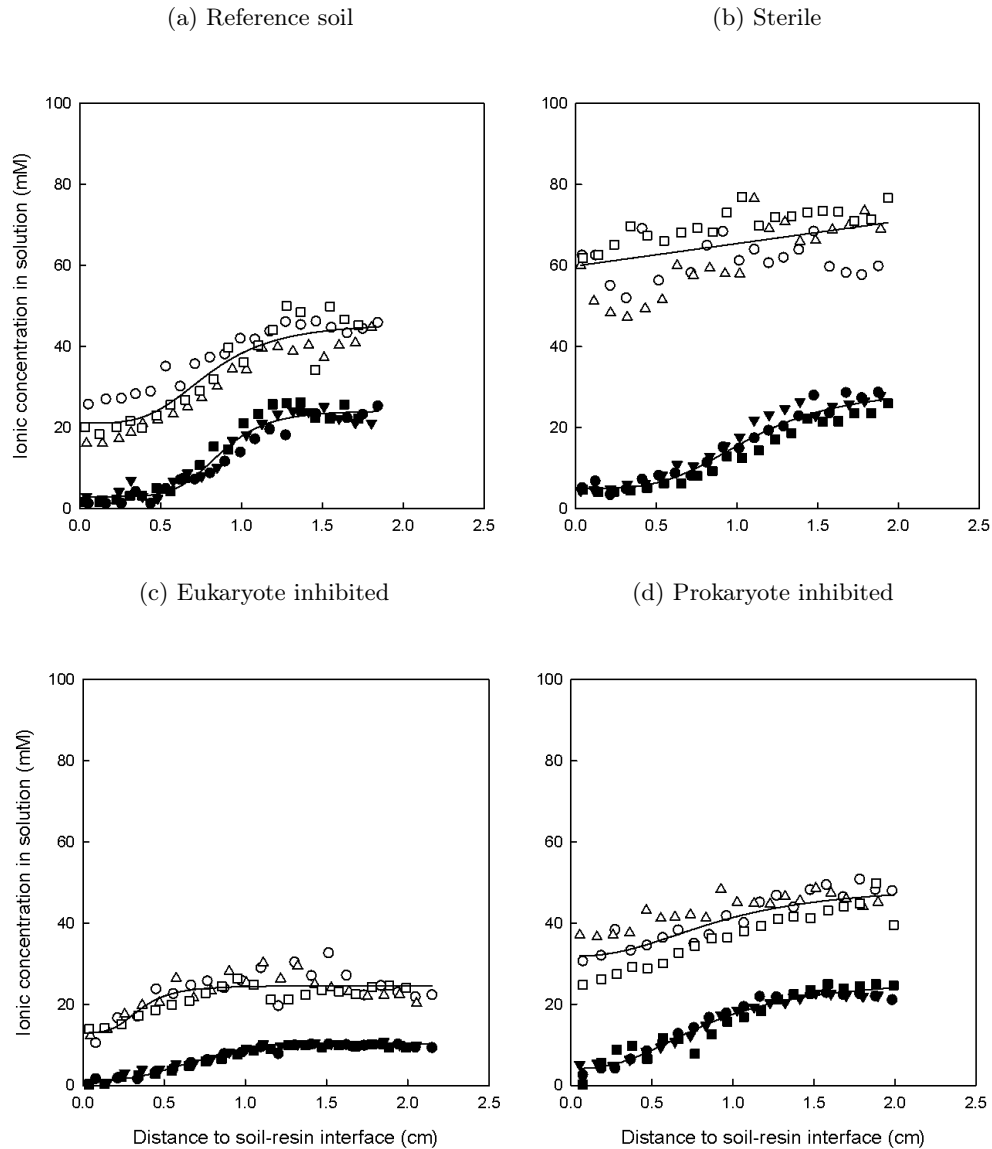 (a) Reference soil
(b) Sterile
Ionic concentration in solution (mM)
100
80
60
40
20
0
0.0 0.5 1.0 1.5 2.0 2.5
100
80
60
40
20
0
0.0 0.5 1.0 1.5 2.0 2.5
(c) Eukaryote inhibited
(d) Prokaryote inhibited
Ionic concentration in solution (mM)
100
80
60
40
20
0
0.0 0.5 1.0 1.5 2.0 2.5
Distance to soil-resin interface (cm)
100
80
60
40
20
0
0.0 0.5 1.0 1.5 2.0 2.5
Distance to soil-resin interface (cm)